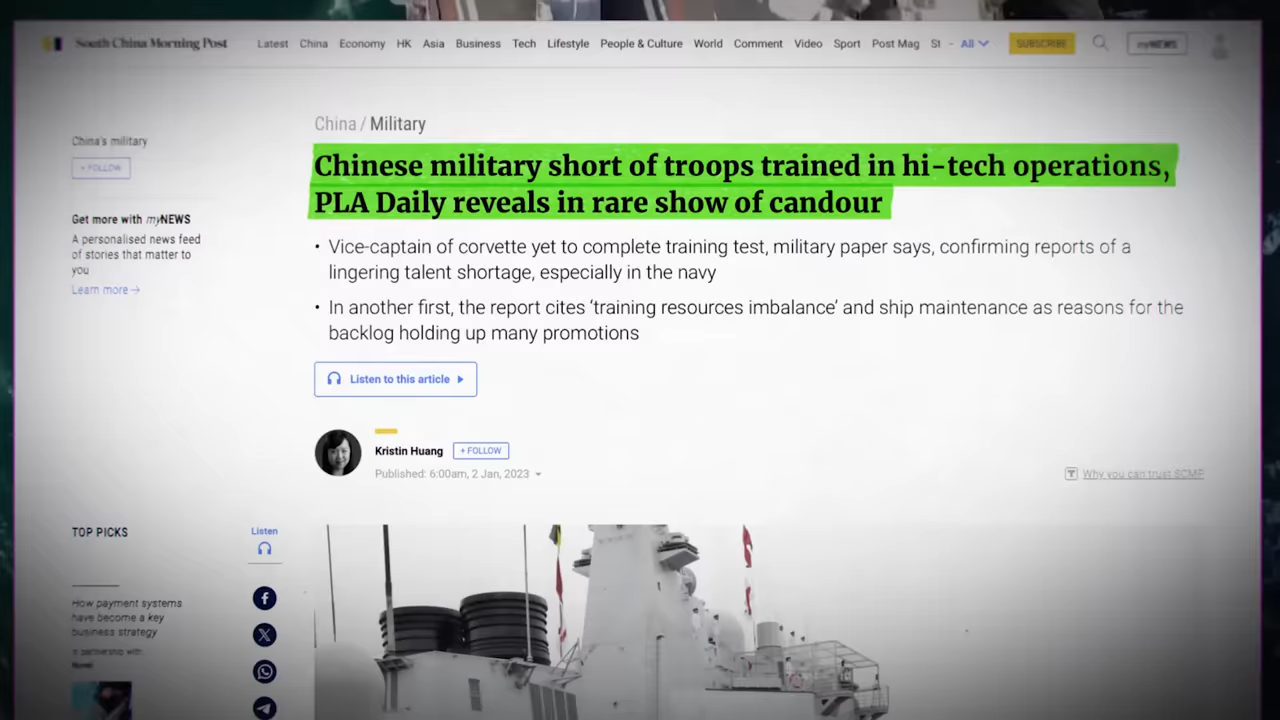 South China Morning Post
Latest China Economy HK Asia Business Tech Lifestyle People & Culture World Comment Video Sport Post Mag St - All
SUBSCRIBE
myNEWS
China's military
+ FOLLOW
Get more with myNEWS
A personalised news feed
of stories that matter to
you
Learn more →
China / Military
Chinese military short of troops trained in hi-tech operations,
PLA Daily reveals in rare show of candour
• Vice-captain of corvette yet to complete training test, military paper says, confirming reports of a
lingering talent shortage, especially in the navy
• In another first, the report cites ‘training resources imbalance’ and ship maintenance as reasons for the
backlog holding up many promotions
Listen to this article
Kristin Huang + FOLLOW
Published: 6:00am, 2 Jan, 2023
Why you can trust SCMP
TOP PICKS
How payment systems
have become a key
business strategy
In partnership with:
Listen